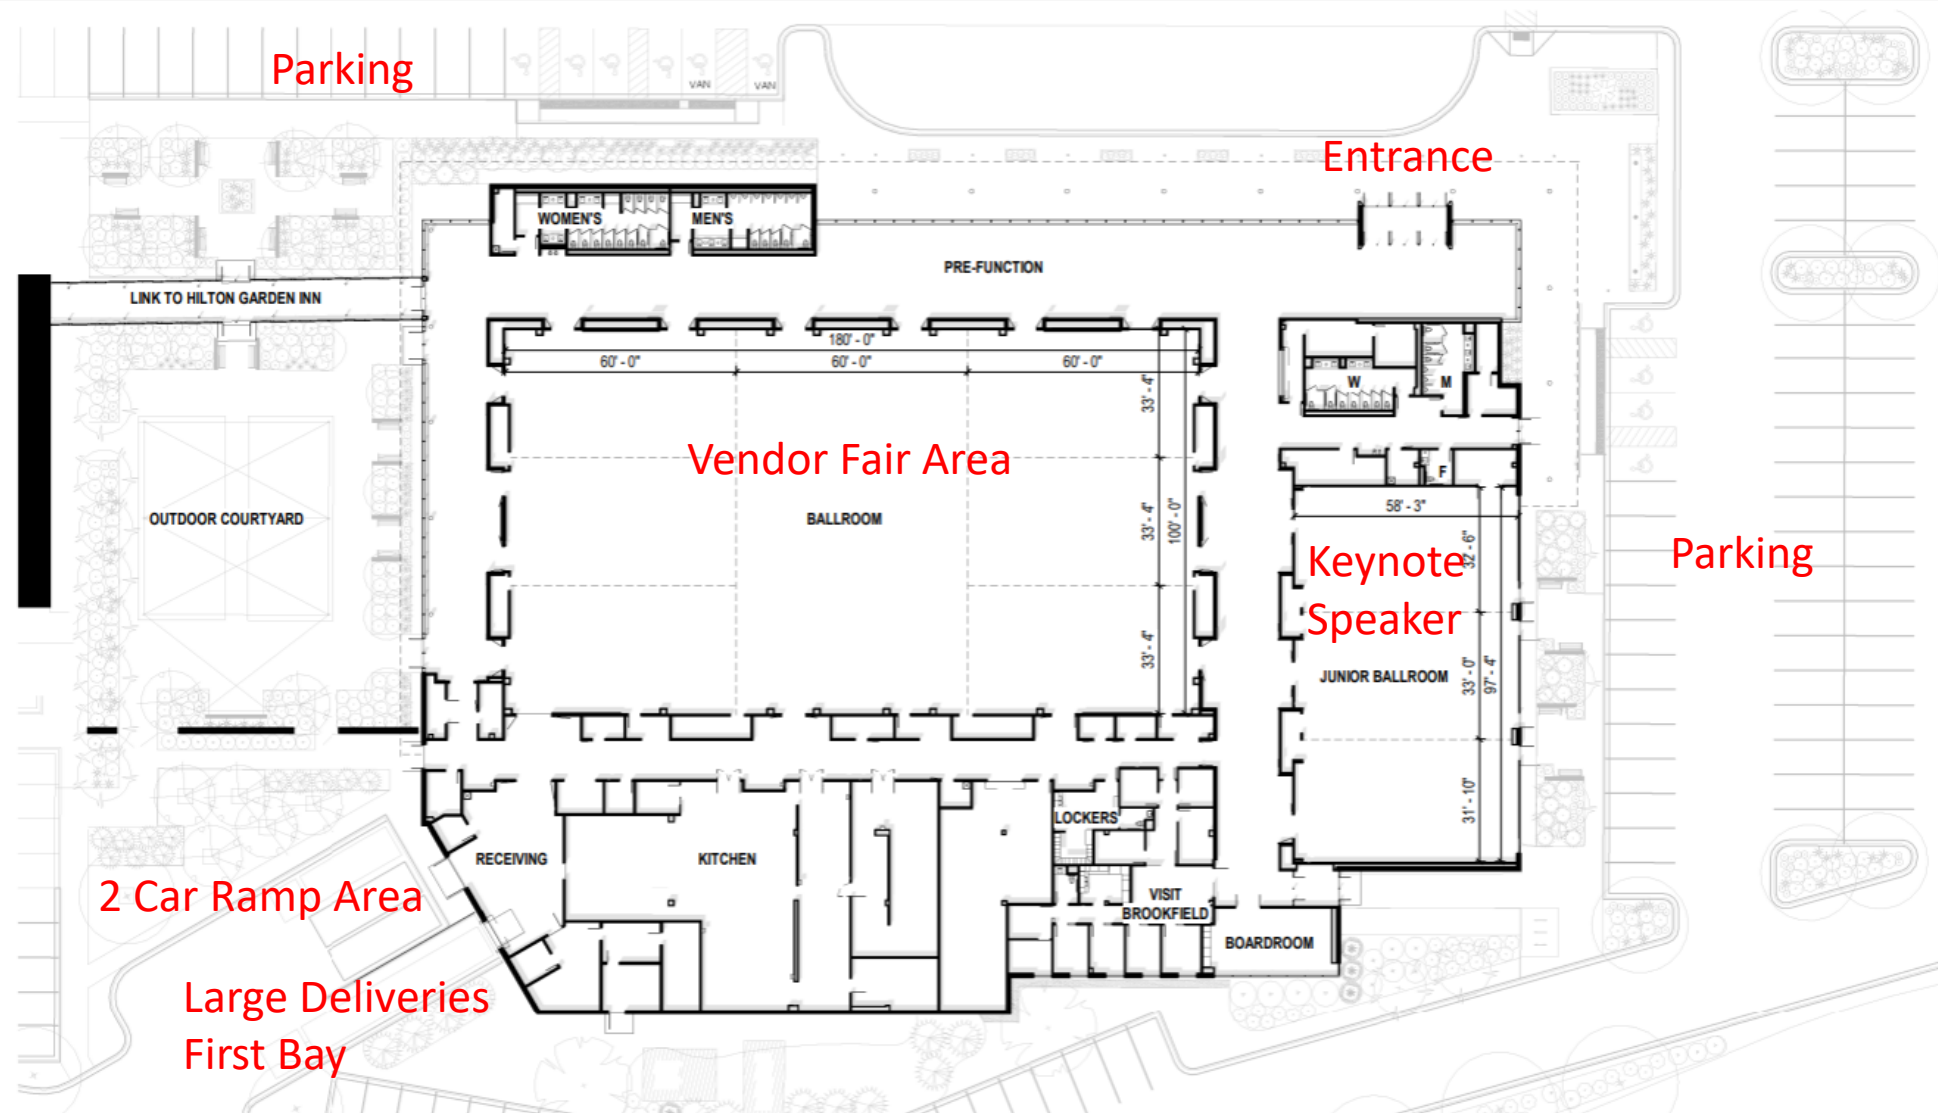 Parking
VAN
VAN
Entrance
WOMEN'S
MEN'S
PRE-FUNCTION
LINK TO HILTON GARDEN INN
180' - 0"
60' - 0"
60' - 0"
60' - 0"
33' - 4"
W
M
Vendor Fair Area
F
58' - 3"
OUTDOOR COURTYARD
BALLROOM
33' - 4"
100' - 0"
32' - 6"
Keynote
Speaker
Parking
33' - 4"
JUNIOR BALLROOM
33' - 0"
97' - 4"
31' - 10"
LOCKERS
RECEIVING
KITCHEN
2 Car Ramp Area
VISIT
BROOKFIELD
BOARDROOM
Large Deliveries
First Bay